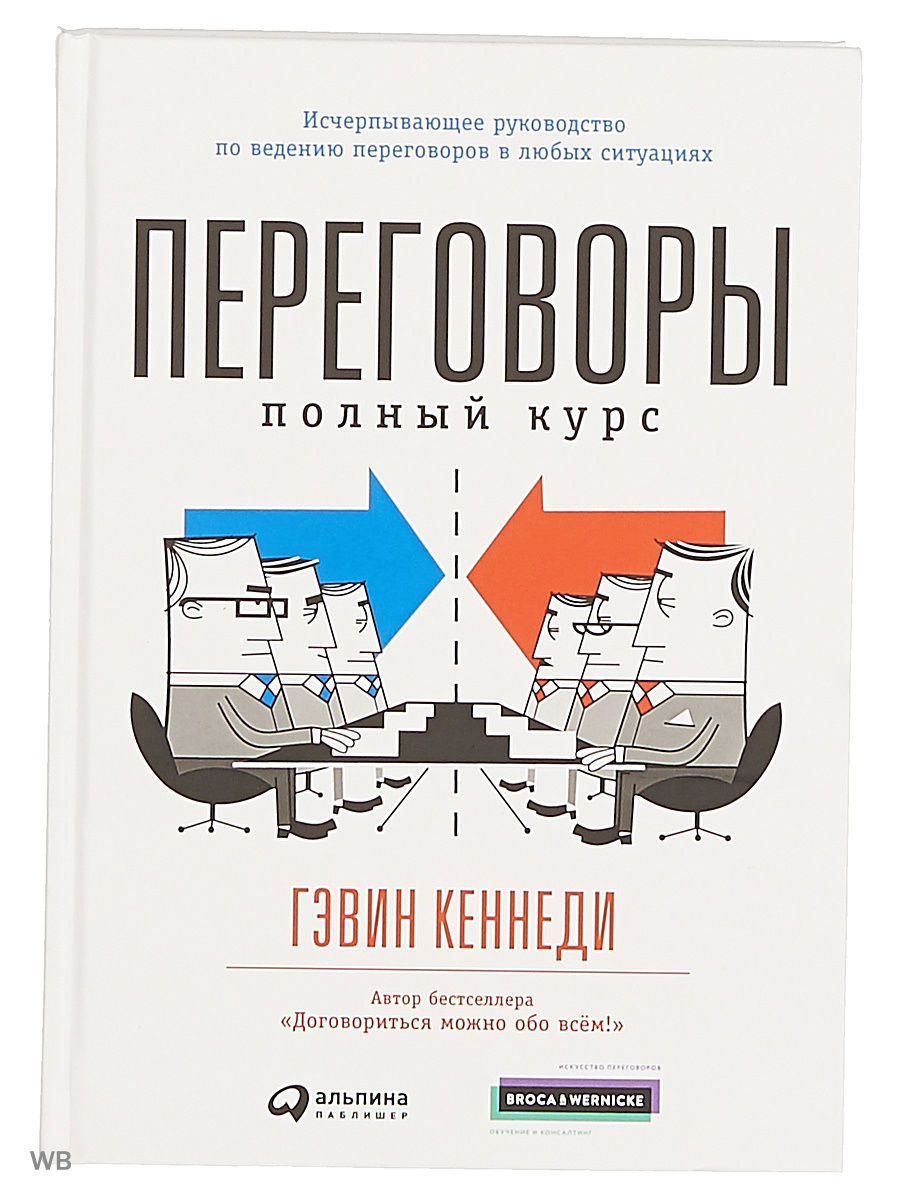 Исчерпывающее руководство
по ведению переговоров в любых ситуациях
ПЕРЕГОВОРЫ
полный курс
ГЭВИН КЕННЕДИ
Автор бестселлера
«Договориться можно обо всём!»
ИСКУССТВО ПЕРЕГОВОРОВ
альпина
ПАБЛИШЕР
BROCA & WERNICKE
ОБУЧЕНИЕ И КОНСАЛТИНГ
WB